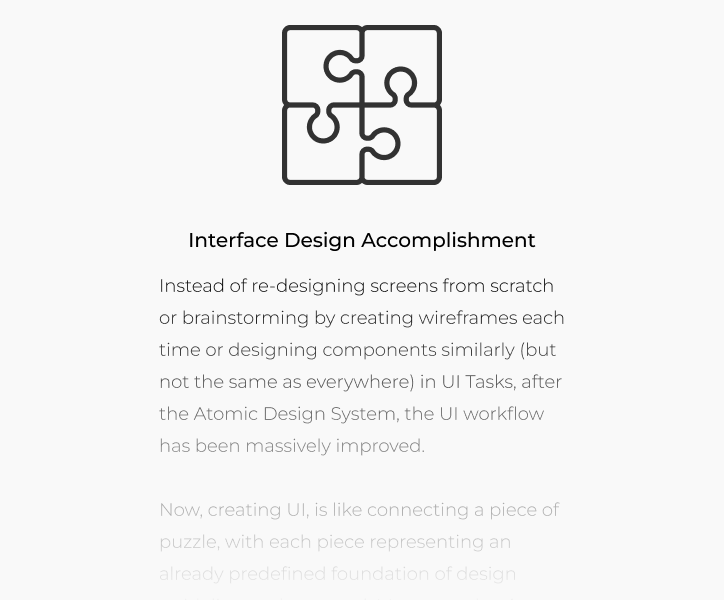 Interface Design Accomplishment
Instead of re-designing screens from scratch
or brainstorming by creating wireframes each
time or designing components similarly (but
not the same as everywhere) in UI Tasks, after
the Atomic Design System, the UI workflow
has been massively improved.
Now, creating UI, is like connecting a piece of
puzzle, with each piece representing an
already predefined foundation of design